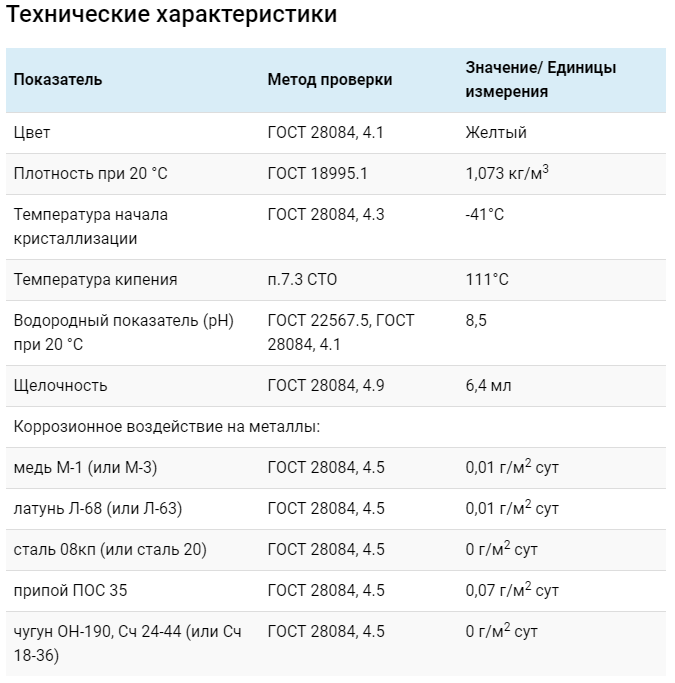 Технические характеристики
Показатель Метод проверки Значение/ Единицы измерения
Цвет ГОСТ 28084, 4.1 Желтый
Плотность при 20 °C ГОСТ 18995.1 1,073 кг/м³
Температура начала кристаллизации ГОСТ 28084, 4.3 -41°C
Температура кипения п.7.3 СТО 111°C
Водородный показатель (pH) при 20 °C ГОСТ 22567.5, ГОСТ 28084, 4.1 8,5
Щелочность ГОСТ 28084, 4.9 6,4 мл
Коррозионное воздействие на металлы:
медь М-1 (или М-3) ГОСТ 28084, 4.5 0,01 г/м² сут
латунь Л-68 (или Л-63) ГОСТ 28084, 4.5 0,01 г/м² сут
сталь 08кп (или сталь 20) ГОСТ 28084, 4.5 0 г/м² сут
припой ПОС 35 ГОСТ 28084, 4.5 0,07 г/м² сут
чугун ОН-190, Сч 24-44 (или Сч 18-36) ГОСТ 28084, 4.5 0 г/м² сут